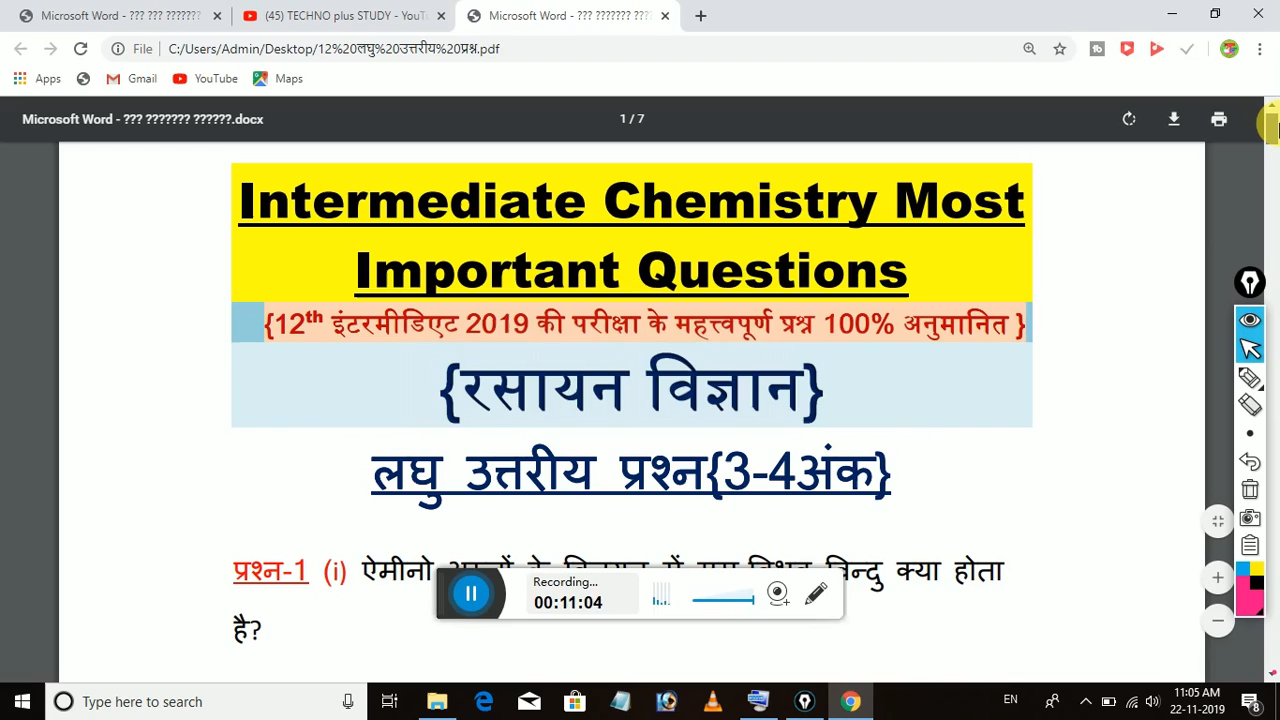 Microsoft Word - ??? ??? ???????
(45) TECHNO plus STUDY - YouT
Microsoft Word - ??? ??????? ???
File C:/Users/Admin/Desktop/12%20लघु%20उत्तरीय%20प्रश्न.pdf
Apps Gmail YouTube Maps
Microsoft Word - ??? ??????? ??????.docx 1 / 7
Intermediate Chemistry Most
Important Questions
{12th इंटरमीडिएट 2019 की परीक्षा के महत्त्वपूर्ण प्रश्न 100% अनुमानित }
{रसायन विज्ञान}
लघु उत्तरीय प्रश्न{3-4अंक}
प्रश्न-1 (i) ऐमीनो में विन्दु क्या होता
है?
Recording...
00:11:04
Type here to search
EN
11:05 AM
22-11-2019
8